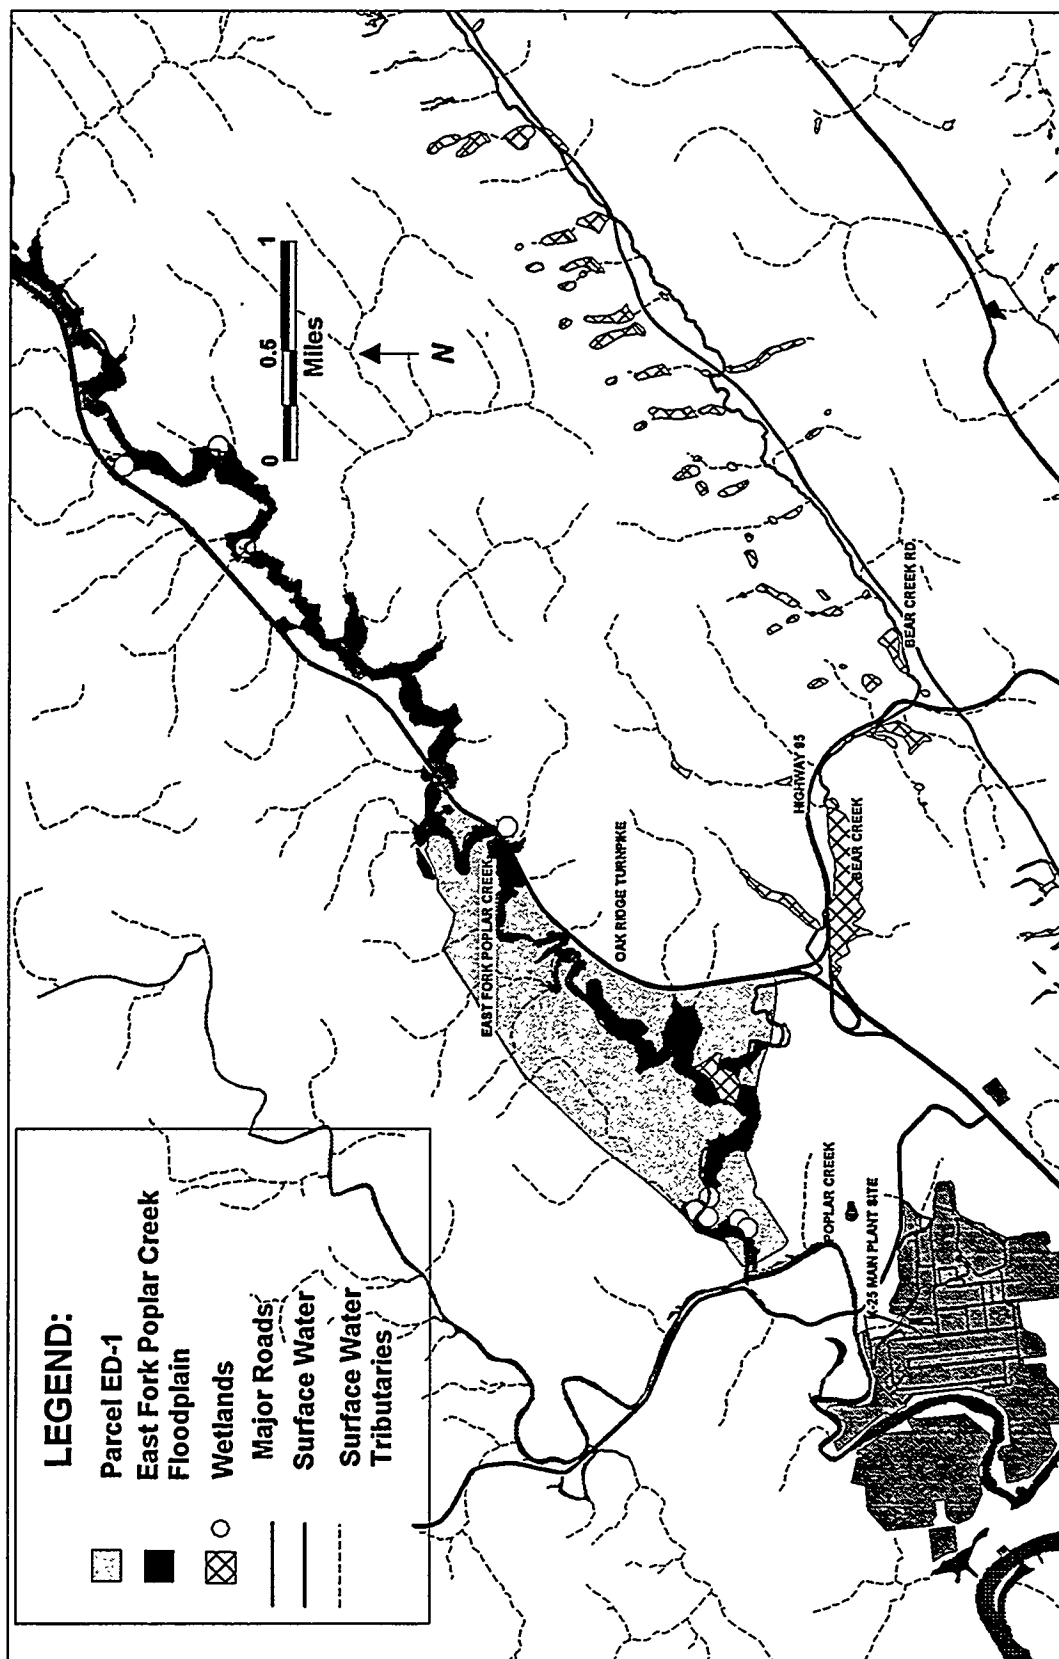 LEGEND:
Parcel ED-1
East Fork Poplar Creek
Floodplain
Wetlands
Major Roads
Surface Water
Surface Water
Tributaries
0 0.5 1
Miles
N
EAST FORK POPLAR CREEK
OAK RIDGE TURNPIKE
HIGHWAY 95
BEAR CREEK
BEAR CREEK RD.
POPLAR CREEK
K-25 MAIN PLANT SITE